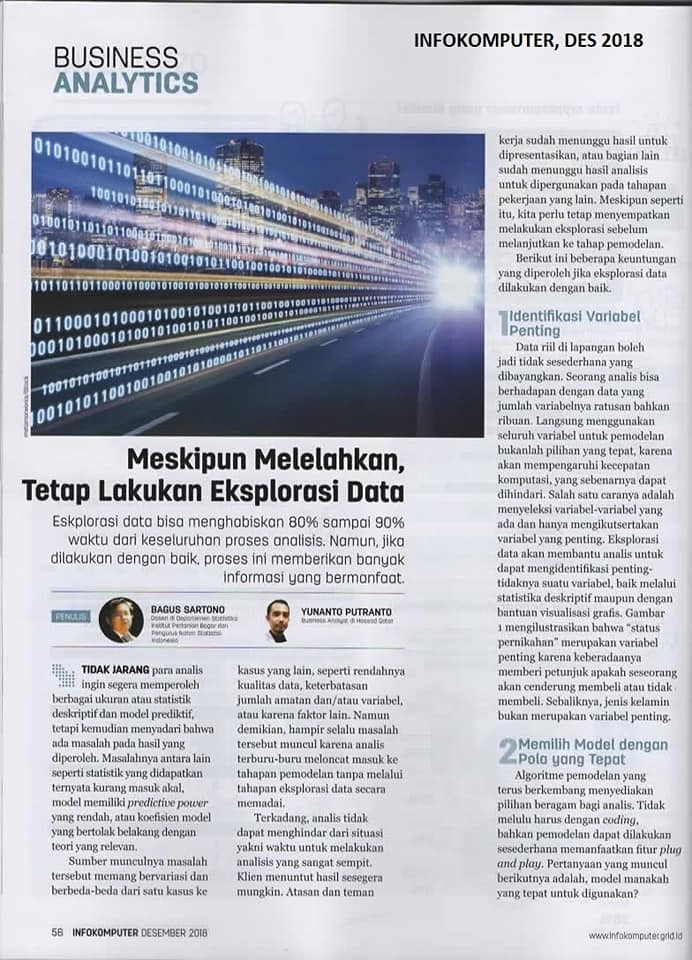 INFOKOMPUTER, DES 2018
BUSINESS
ANALYTICS
Meskipun Melelahkan,
Tetap Lakukan Eksplorasi Data
Eskplorasi data bisa menghabiskan 80% sampai 90%
waktu dari keseluruhan proses analisis. Namun, jika
dilakukan dengan baik, proses ini memberikan banyak
informasi yang bermanfaat.
PENULIS
BAGUS SARTONO
Dosen di Departemen Statistika
Institut Pertanian Bogor dan
Pengurus Ikatan Statistisi
Indonesia
YUNANTO PUTRANTO
Business Analyst di Hassad Qatar
TIDAK JARANG para analis
ingin segera memperoleh
berbagai ukuran atau statistik
deskriptif dan model prediktif,
tetapi kemudian menyadari bahwa
ada masalah pada hasil yang
diperoleh. Masalahnya antara lain
seperti statistik yang didapatkan
ternyata kurang masuk akal,
model memiliki predictive power
yang rendah, atau koefisien model
yang bertolak belakang dengan
teori yang relevan.
Sumber munculnya masalah
tersebut memang bervariasi dan
berbeda-beda dari satu kasus ke
kasus yang lain, seperti rendahnya
kualitas data, keterbatasan
jumlah amatan dan/atau variabel,
atau karena faktor lain. Namun
demikian, hampir selalu masalah
tersebut muncul karena analis
terburu-buru meloncat masuk ke
tahapan pemodelan tanpa melalui
tahapan eksplorasi data secara
memadai.
Terkadang, analis tidak
dapat menghindar dari situasi
yakni waktu untuk melakukan
analisis yang sangat sempit.
Klien menuntut hasil sesegera
mungkin. Atasan dan teman
kerja sudah menunggu hasil untuk
dipresentasikan, atau bagian lain
sudah menunggu hasil analisis
untuk dipergunakan pada tahapan
pekerjaan yang lain. Meskipun seperti
itu, kita perlu tetap menyempatkan
melakukan eksplorasi sebelum
melanjutkan ke tahap pemodelan.
Berikut ini beberapa keuntungan
yang diperoleh jika eksplorasi data
dilakukan dengan baik.
1 Identifikasi Variabel
Penting
Data riil di lapangan boleh
jadi tidak sesederhana yang
dibayangkan. Seorang analis bisa
berhadapan dengan data yang
jumlah variabelnya ratusan bahkan
ribuan. Langsung menggunakan
seluruh variabel untuk pemodelan
bukanlah pilihan yang tepat, karena
akan mempengaruhi kecepatan
komputasi, yang sebenarnya dapat
dihindari. Salah satu caranya adalah
menyeleksi variabel-variabel yang
ada dan hanya mengikutsertakan
variabel yang penting. Eksplorasi
data akan membantu analis untuk
dapat mengidentifikasi penting-
tidaknya suatu variabel, baik melalui
statistika deskriptif maupun dengan
bantuan visualisasi grafis. Gambar
1 mengilustrasikan bahwa "status
pernikahan" merupakan variabel
penting karena keberadaanya
memberi petunjuk apakah seseorang
akan cenderung membeli atau tidak
membeli. Sebaliknya, jenis kelamin
bukan merupakan variabel penting.
2 Memilih Model dengan
Pola yang Tepat
Algoritme pemodelan yang
terus berkembang menyediakan
pilihan beragam bagi analis. Tidak
melulu harus dengan coding,
bahkan pemodelan dapat dilakukan
sesederhana memanfaatkan fitur plug
and play. Pertanyaan yang muncul
berikutnya adalah, model manakah
yang tepat untuk digunakan?
56 INFOKOMPUTER DESEMBER 2018
www.infokomputer.grid.id